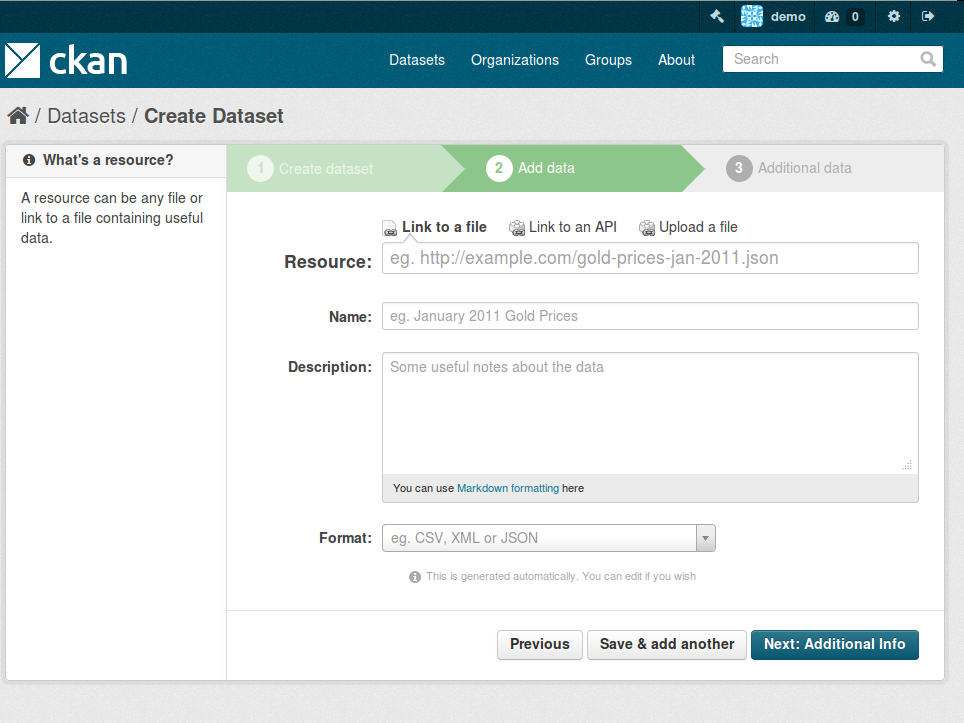 demo 0
ckan
Datasets Organizations Groups About Search
/ Datasets / Create Dataset
What's a resource?
A resource can be any file or
link to a file containing useful
data.
1 Create dataset 2 Add data 3 Additional data
Link to a file Link to an API Upload a file
Resource: eg. http://example.com/gold-prices-jan-2011.json
Name: eg. January 2011 Gold Prices
Description: Some useful notes about the data
You can use Markdown formatting here
Format: eg. CSV, XML or JSON
This is generated automatically. You can edit if you wish
Previous Save & add another Next: Additional Info